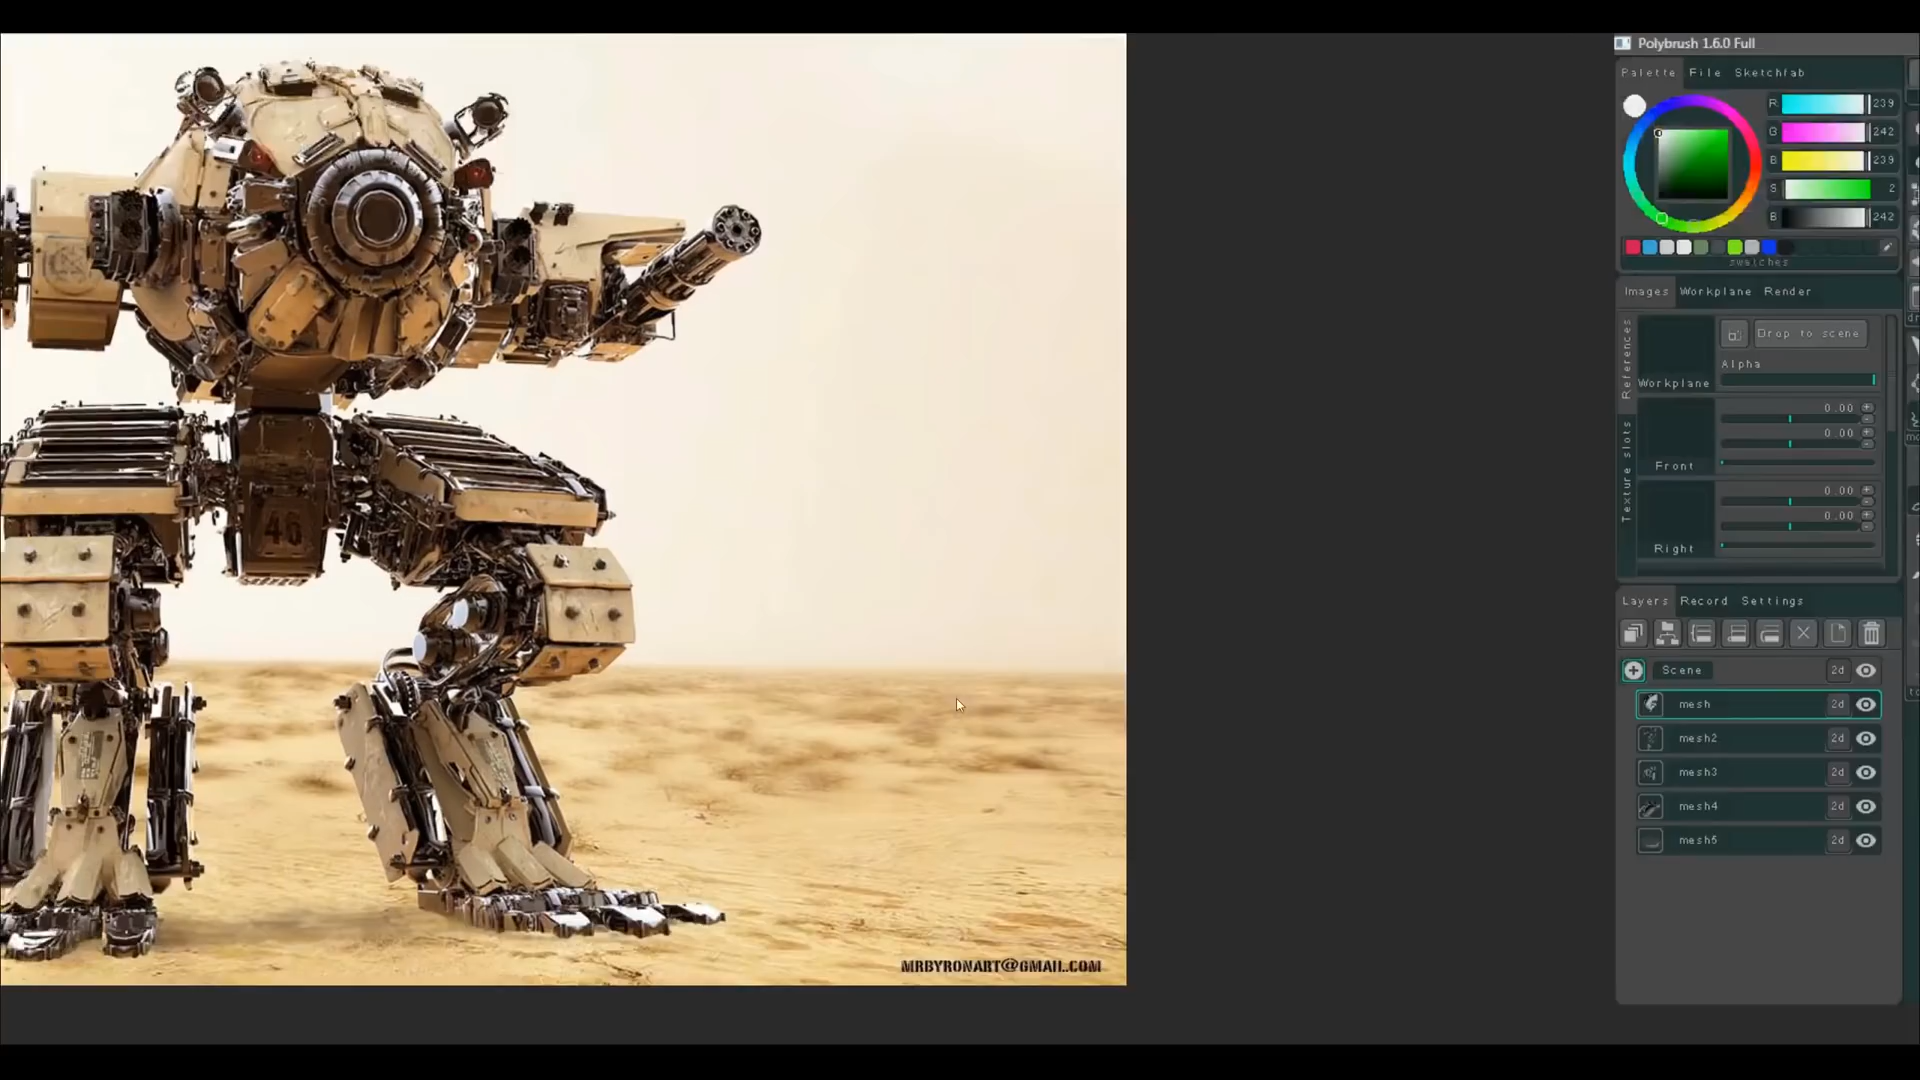 Polybrush 1.6.0 Full
Palette File Sketchfab
R: 239
G 242
B 239
S 2
B 242
swatches
Images Workplane Render
References
Texture slots
Drop to scene
Alpha
Workplane
0.00
0.00
Front
0.00
0.00
Right
Layers Record Settings
Scene 2d
mesh 2d
mesh2 2d
mesh3 2d
mesh4 2d
mesh5 2d
46
MRBYRONART@GMAIL.COM